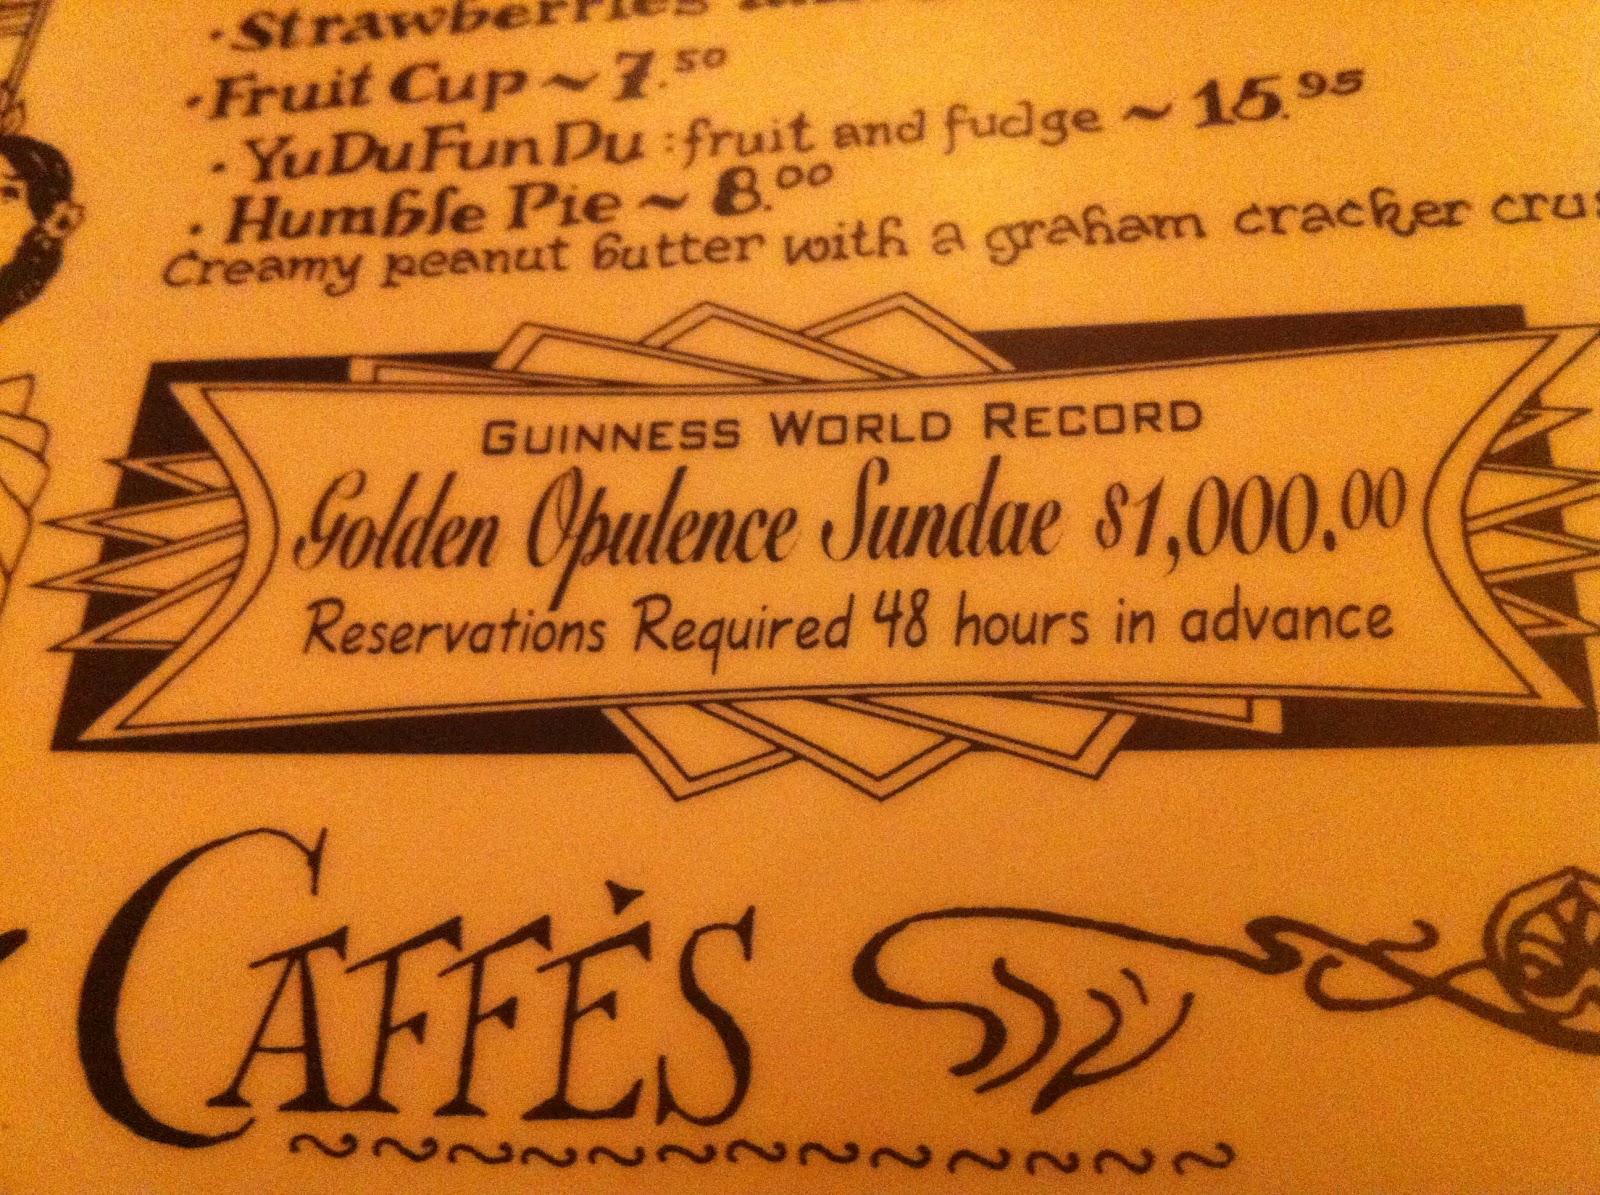 ·Strawberries
·Fruit Cup ~ 7.50
·YuDuFunDu :fruit and fudge ~ 15.95
·Humble Pie ~ 8.00
Creamy peanut butter with a graham cracker
GUINNESS WORLD RECORD
Golden Opulence Sundae $1,000.00
Reservations Required 48 hours in advance
CAFFÉS